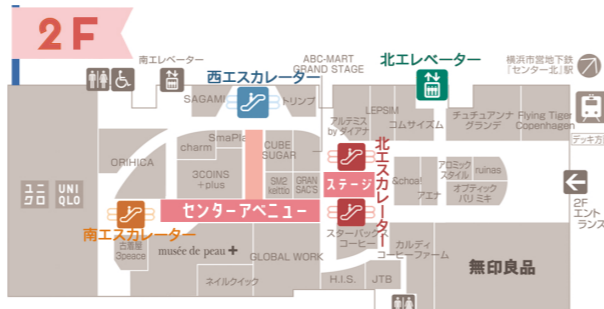 2F
南エレベーター
西エスカレーター
ABC-MART
GRAND STAGE
北エレベーター
横浜市営地下鉄
「センター北」駅
SAGAMI
トリンプ
アルテミス
by ダイアナ
LEPSIM
コムサイズム
チュチュアンナ
グランデ
Flying Tiger
Copenhagen
デッキ方
SmaPla
charm
CUBE
SUGAR
ORIHICA
3COINS
+plus
SM2
keittio
GRAN
SAC'S
北エスカレーター
ステージ
&choa!
アエナ
アロミック
スタイル
ruinas
オプティック
パリミキ
ユニ
クロ
UNI
QLO
センターアベニュー
2F
エント
ランス
南エスカレーター
古着屋
3peace
musée de peau +
GLOBAL WORK
スターバックス
コーヒー
カルディ
コーヒーファーム
無印良品
ネイルクイック
H.I.S.
JTB